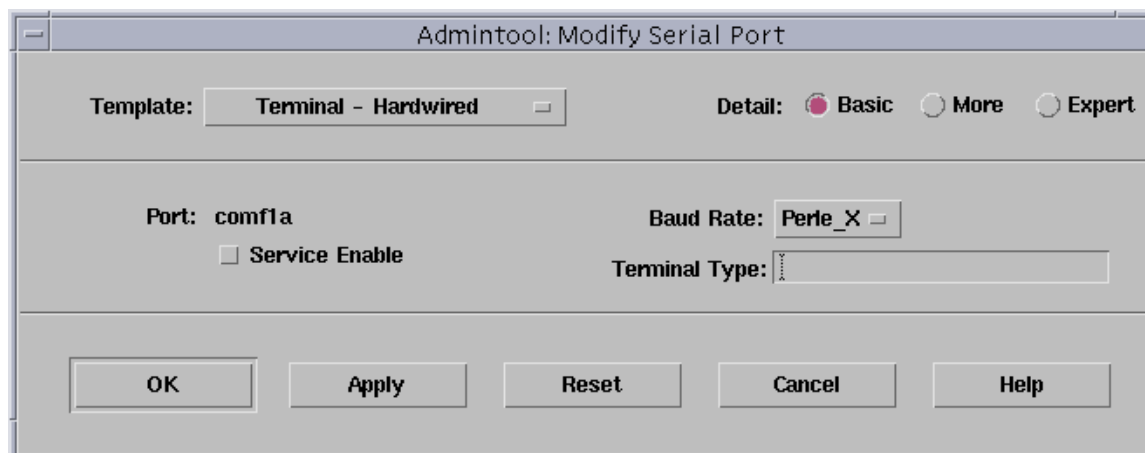 Admintool: Modify Serial Port
Template: Terminal - Hardwired Detail: Basic More Expert
Port: comf1a Baud Rate: Perle_X
Service Enable
Terminal Type:
OK Apply Reset Cancel Help